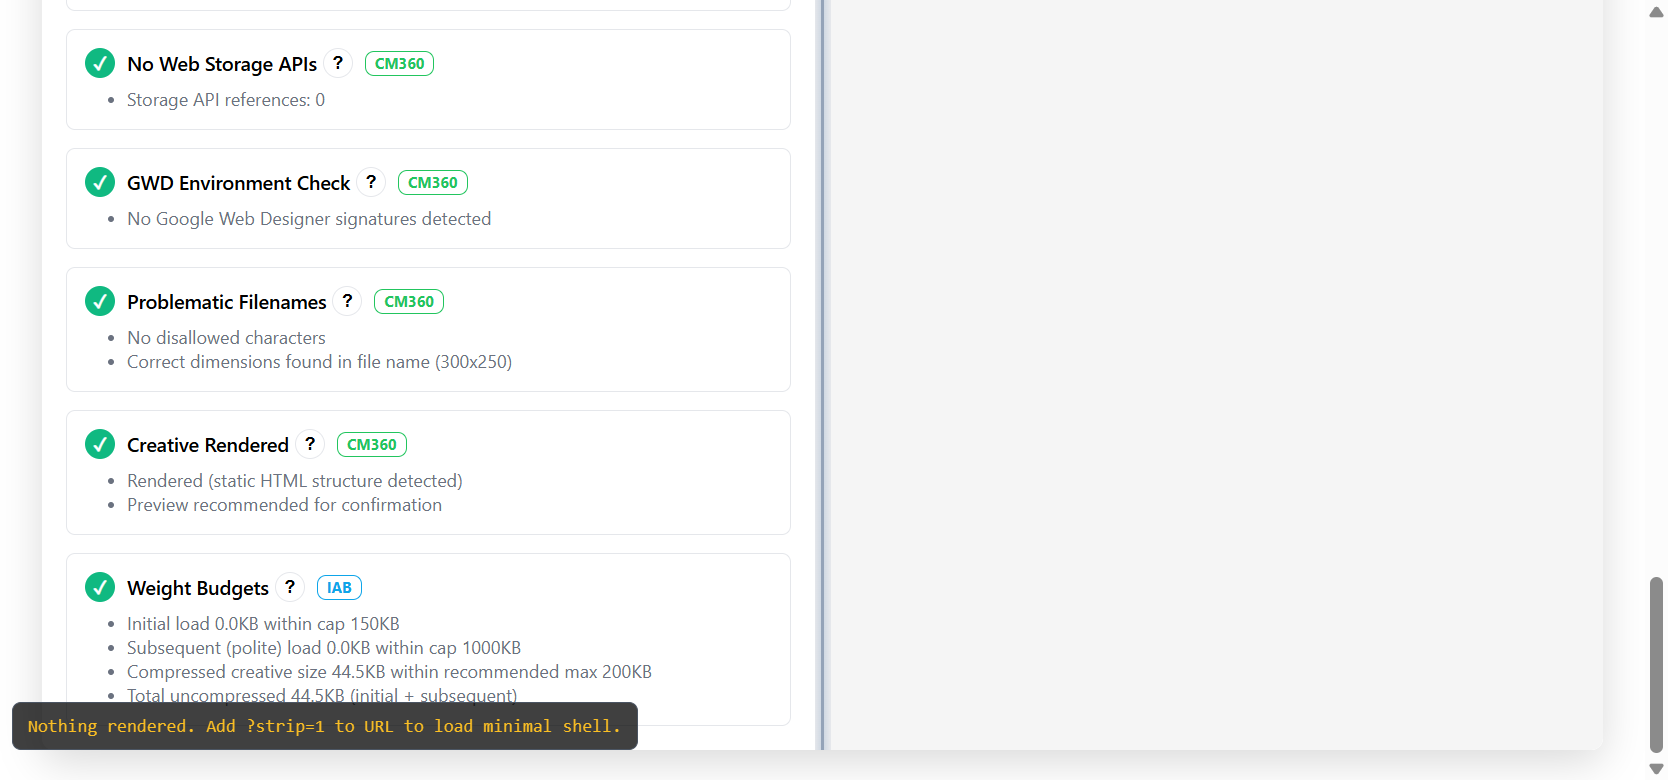 No Web Storage APIs ? CM360
Storage API references: 0
GWD Environment Check ? CM360
No Google Web Designer signatures detected
Problematic Filenames ? CM360
No disallowed characters
Correct dimensions found in file name (300x250)
Creative Rendered ? CM360
Rendered (static HTML structure detected)
Preview recommended for confirmation
Weight Budgets ? IAB
Initial load 0.0KB within cap 150KB
Subsequent (polite) load 0.0KB within cap 1000KB
Compressed creative size 44.5KB within recommended max 200KB
Total uncompressed 44.5KB (initial + subsequent)
Nothing rendered. Add ?strip=1 to URL to load minimal shell.